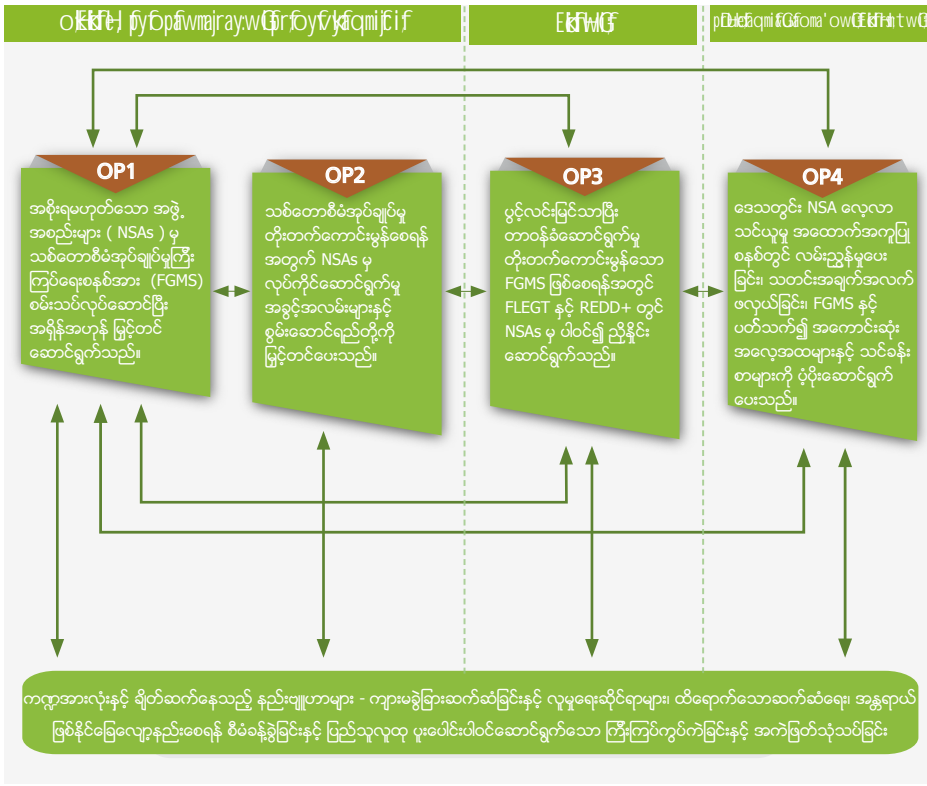 OP1
အစိုးရမဟုတ်သော အဖွဲ့
အစည်းများ ( NSAs ) မှ
သစ်တောစီမံအုပ်ချုပ်မှုကြီး
ကြပ်ရေးစနစ်အား (FGMS)
စမ်းသပ်လုပ်ဆောင်ပြီး
အရှိန်အဟုန် မြှင့်တင်
ဆောင်ရွက်သည်။
OP2
သစ်တောစီမံအုပ်ချုပ်မှု
တိုးတက်ကောင်းမွန်စေရန်
အတွက် NSAs မှ
လုပ်ကိုင်ဆောင်ရွက်မှု
အခွင့်အလမ်းများနှင့်
စွမ်းဆောင်ရည်တို့ကို
မြှင့်တင်ပေးသည်။
OP3
ပွင့်လင်းမြင်သာပြီး
တာဝန်ခံဆောင်ရွက်မှု
တိုးတက်ကောင်းမွန်သော
FGMS ဖြစ်စေရန်အတွင်
FLEGT နှင့် REDD+ တွင်
NSAs မှ ပါဝင်၍ ညှိနှိုင်း
ဆောင်ရွက်သည်။
OP4
ဒေသတွင်း NSA လေ့လာ
သင်ယူမှု အထောက်အကူပြု
စနစ်တွင် လမ်းညွှန်မှုပေး
ခြင်း၊ သတင်းအချက်အလက်
ဖလှယ်ခြင်း၊ FGMS နှင့်
ပတ်သက်၍ အကောင်းဆုံး
အလေ့အထများနှင့် သင်ခန်း
စာများကို ပံ့ပိုးဆောင်ရွက်
ပေးသည်။
ကဏ္ဍအားလုံးနှင့် ချိတ်ဆက်နေသည့် နည်းဗျူဟာများ - ကျားမခွဲခြားဆက်ဆံခြင်းနှင့် လူမှုရေးဆိုင်ရာများ၊ ထိရောက်သောဆက်ဆံရေး၊ အန္တရာယ်
ဖြစ်နိုင်ခြေလျော့နည်းစေရန် စီမံခန့်ခွဲခြင်းနှင့် ပြည်သူလူထု ပူးပေါင်းပါဝင်ဆောင်ရွက်သော ကြီးကြပ်ကွပ်ကဲခြင်းနှင့် အကဲဖြတ်သုံးသပ်ခြင်း